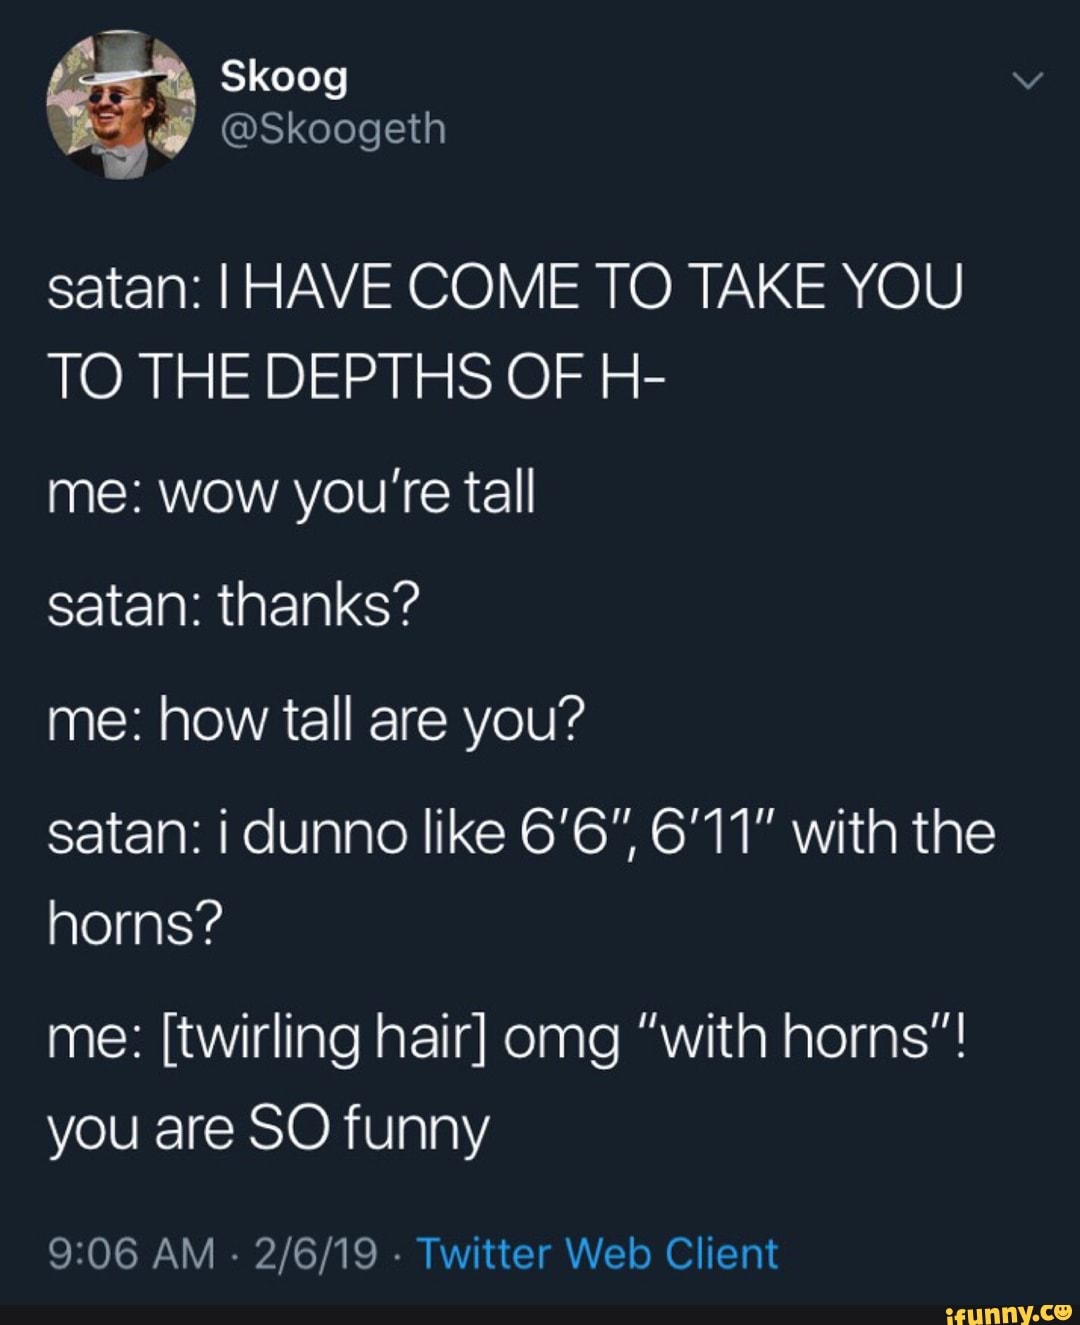 Skoog
@Skoogeth
satan: I HAVE COME TO TAKE YOU
TO THE DEPTHS OF H-
me: wow you're tall
satan: thanks?
me: how tall are you?
satan: i dunno like 6'6", 6'11" with the
horns?
me: [twirling hair] omg "with horns"!
you are SO funny
9:06 AM · 2/6/19 · Twitter Web Client
ifunny.co